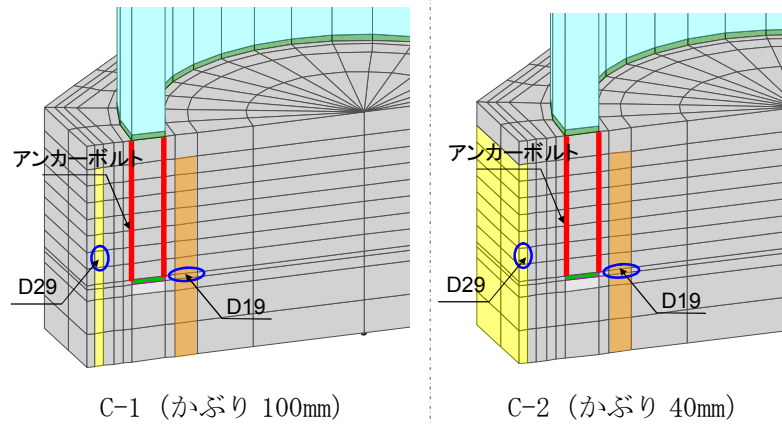 アンカーボルト
D29
D19
C-1 (かぶり 100mm)
アンカーボルト
D29
D19
C-2 (かぶり 40mm)